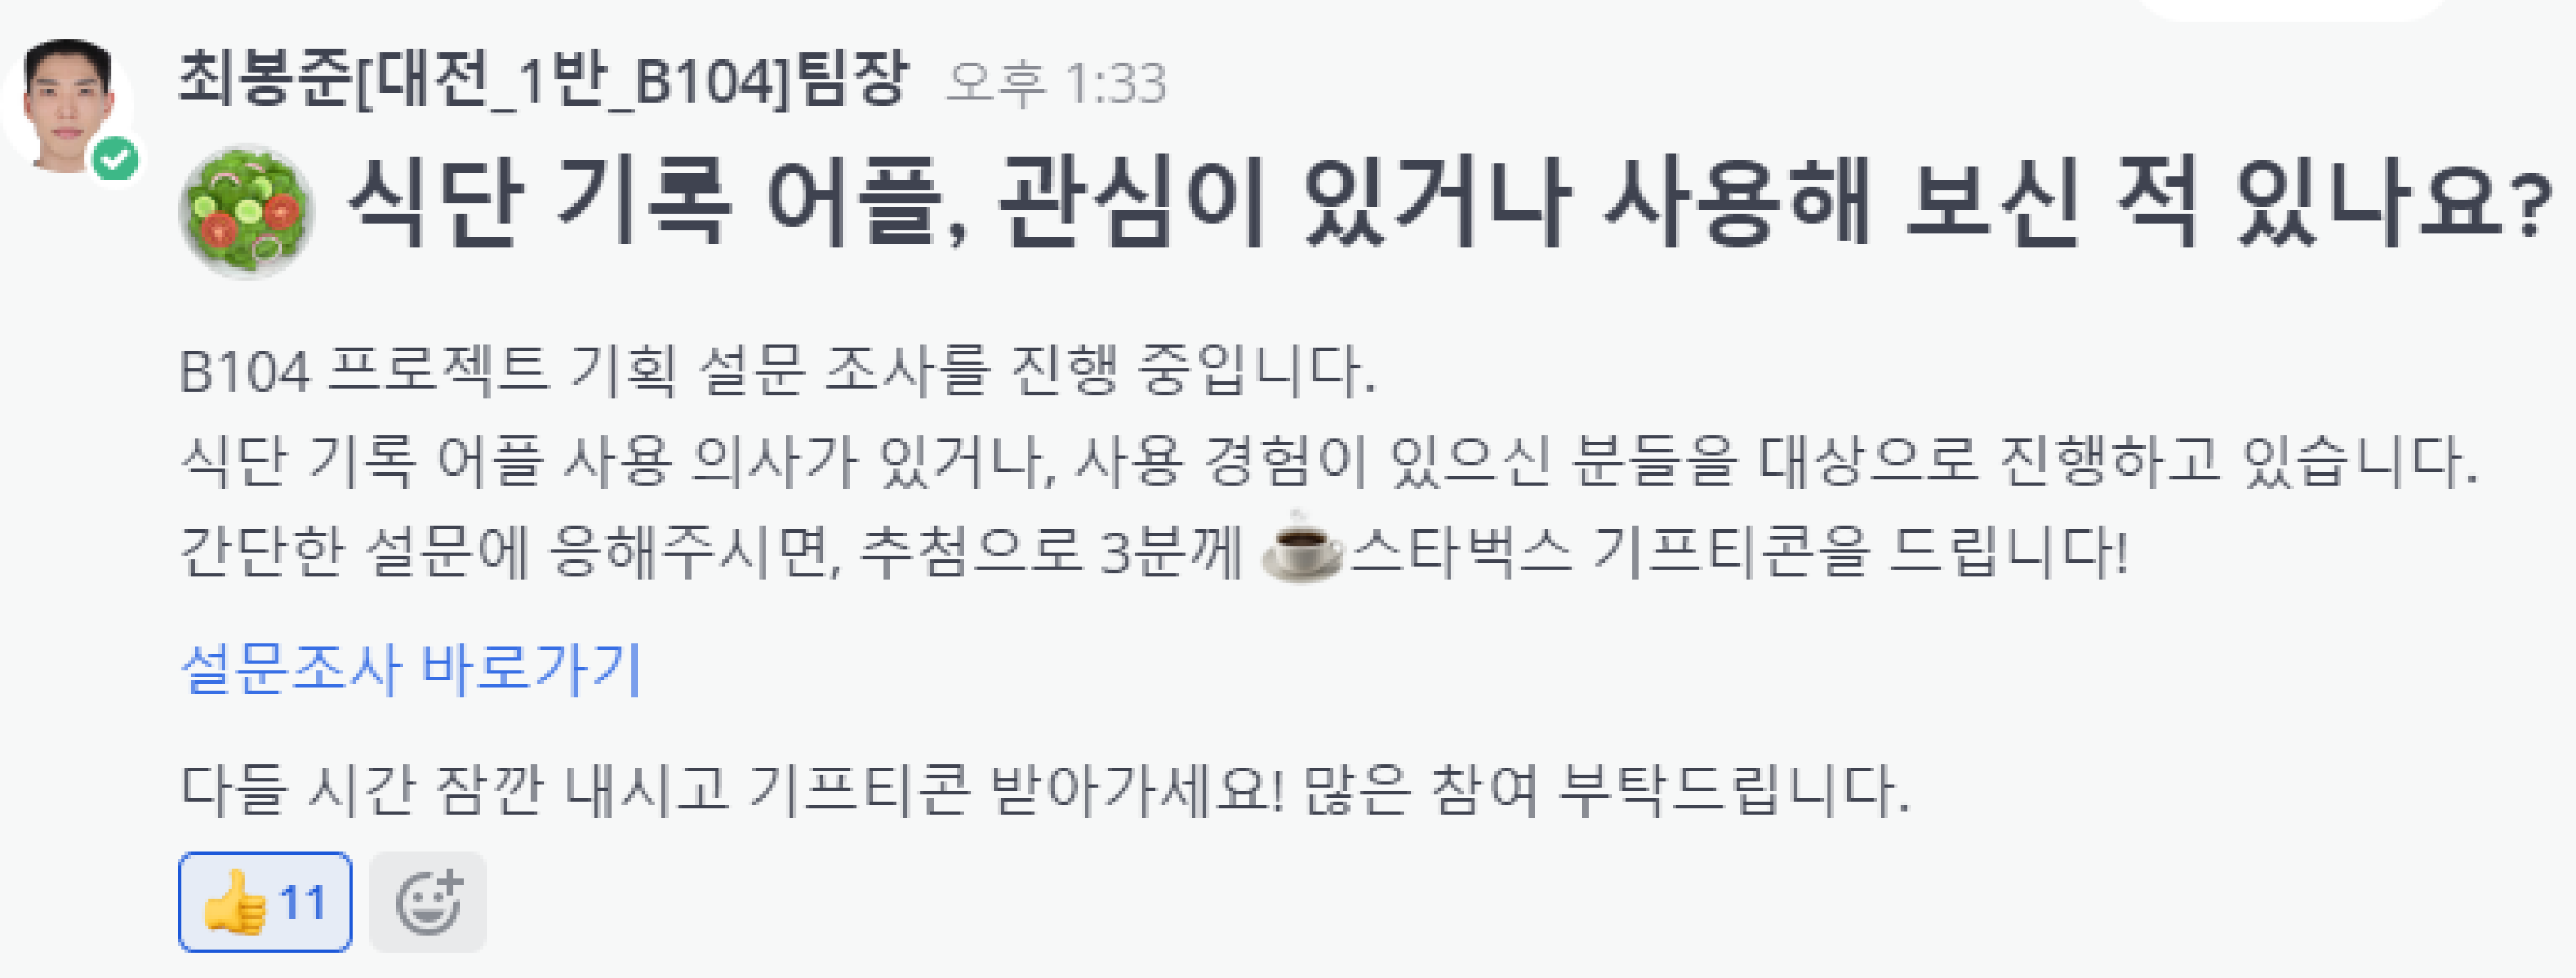 최봉준[대전_1반_B104]팀장 오후 1:33
🥗 식단 기록 어플, 관심이 있거나 사용해 보신 적 있나요?
B104 프로젝트 기획 설문 조사를 진행 중입니다.
식단 기록 어플 사용 의사가 있거나, 사용 경험이 있으신 분들을 대상으로 진행하고 있습니다.
간단한 설문에 응해주시면, 추첨으로 3분께 ☕스타벅스 기프티콘을 드립니다!
설문조사 바로가기
다들 시간 잠깐 내시고 기프티콘 받아가세요! 많은 참여 부탁드립니다.
👍 11